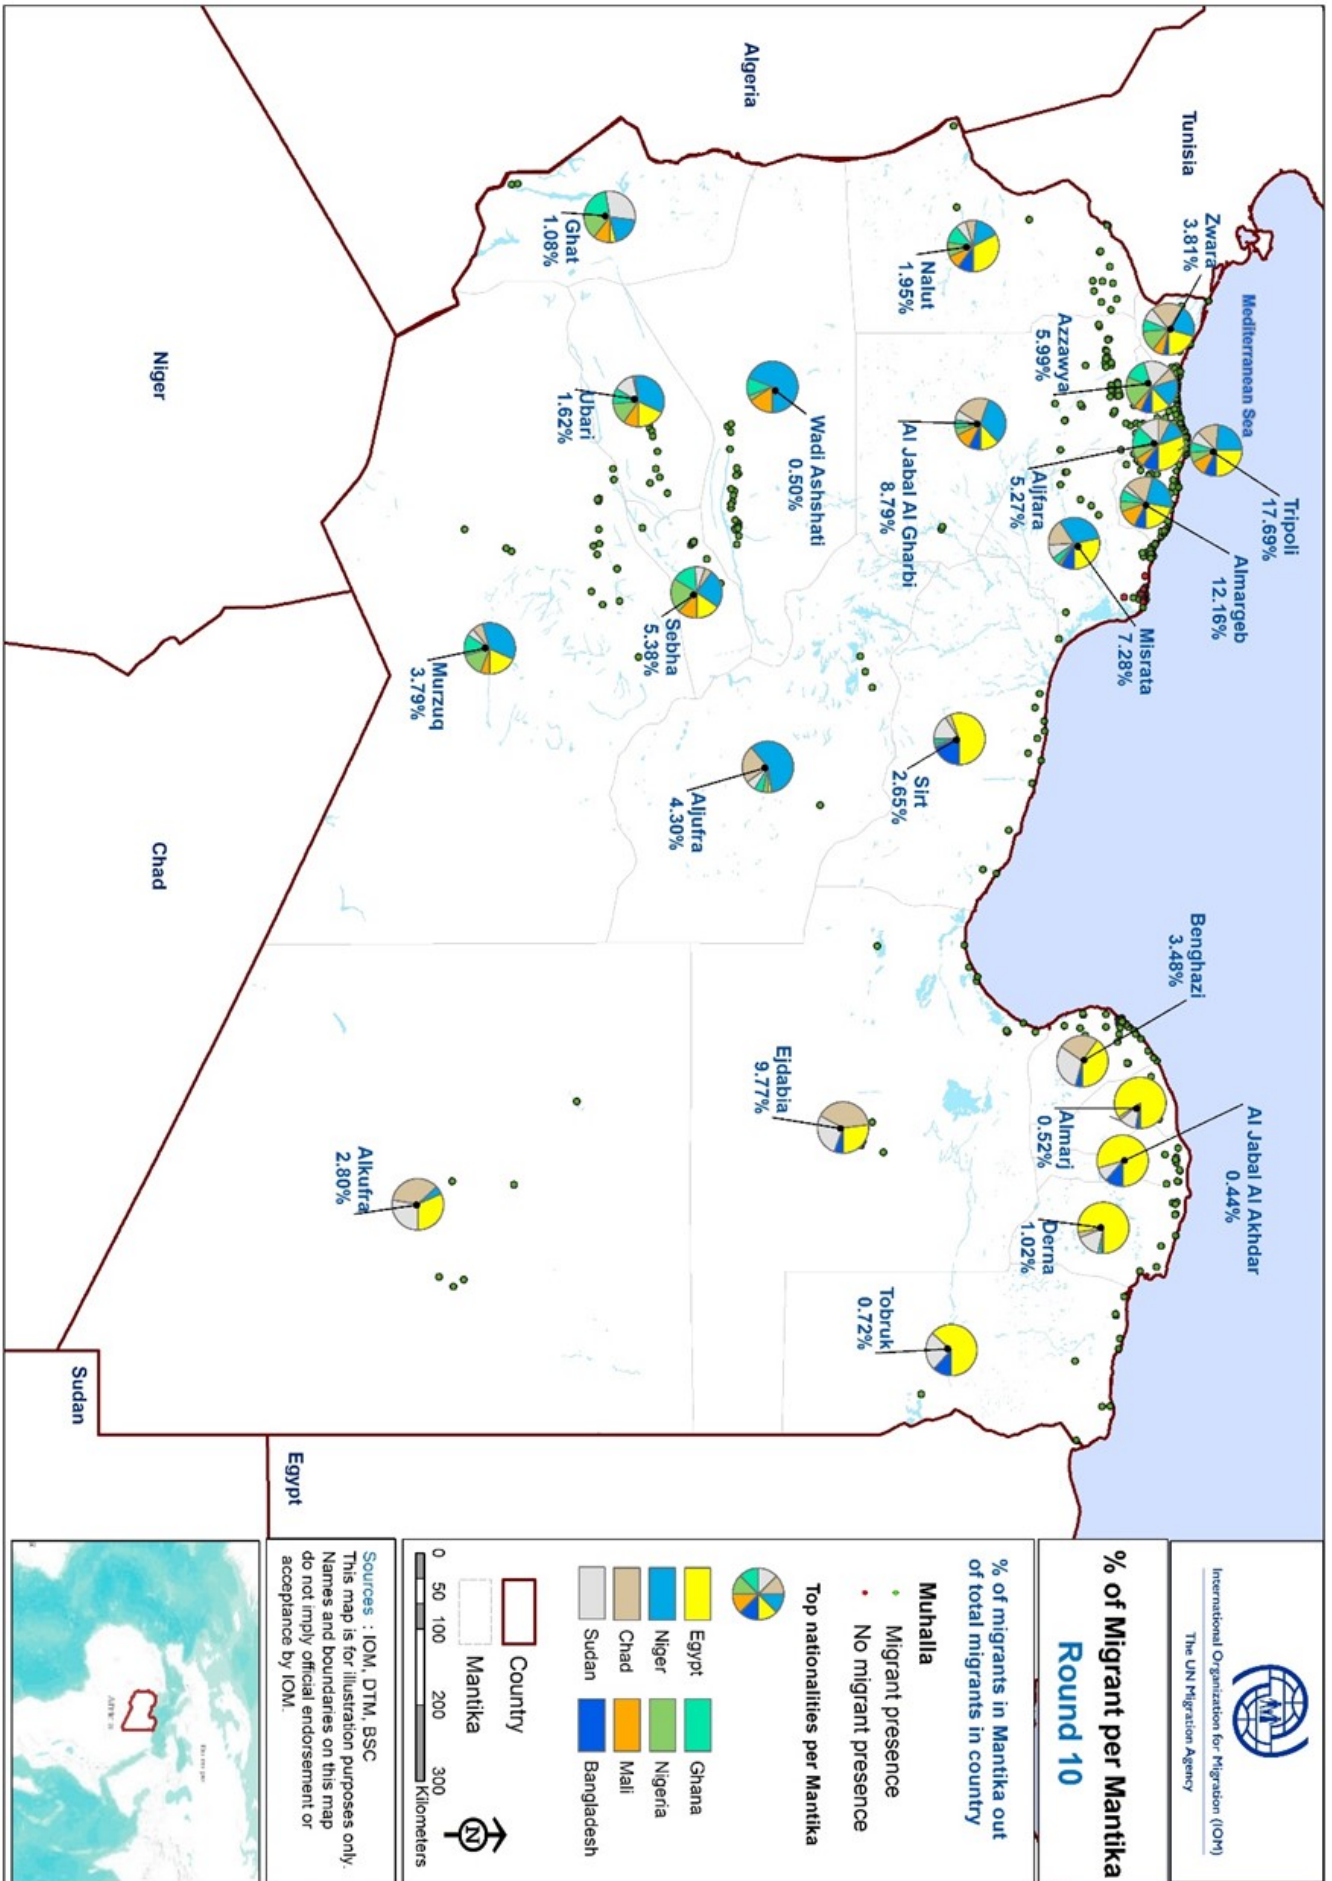 Algeria
Tunisia
Mediterranean Sea
Niger
Chad
Sudan
Egypt
Zwara
3.81%
Azzawya
5.99%
Tripoli
17.69%
Almargeb
12.16%
Aljfara
5.27%
Misrata
7.28%
Nalut
1.95%
Al Jabal Al Gharbi
8.79%
Ghat
1.08%
Ubari
1.62%
Wadi Ashshati
0.50%
Sebha
5.38%
Murzuq
3.79%
Aljufra
4.30%
Sirt
2.65%
Benghazi
3.48%
Almarj
0.52%
Al Jabal Al Akhdar
0.44%
Derna
1.02%
Tobruk
0.72%
Ejdabia
9.77%
Alkufra
2.80%
International Organization for Migration (IOM)
The UN Migration Agency
% of Migrant per Mantika
Round 10
% of migrants in Mantika out
of total migrants in country
Muhalla
Migrant presence
No migrant presence
Top nationalities per Mantika
Egypt
Ghana
Niger
Nigeria
Chad
Mali
Sudan
Bangladesh
Country
Mantika
0 50 100 200 300
Kilometers
N
Sources : IOM, DTM, BSC
This map is for illustration purposes only.
Names and boundaries on this map
do not imply official endorsement or
acceptance by IOM.